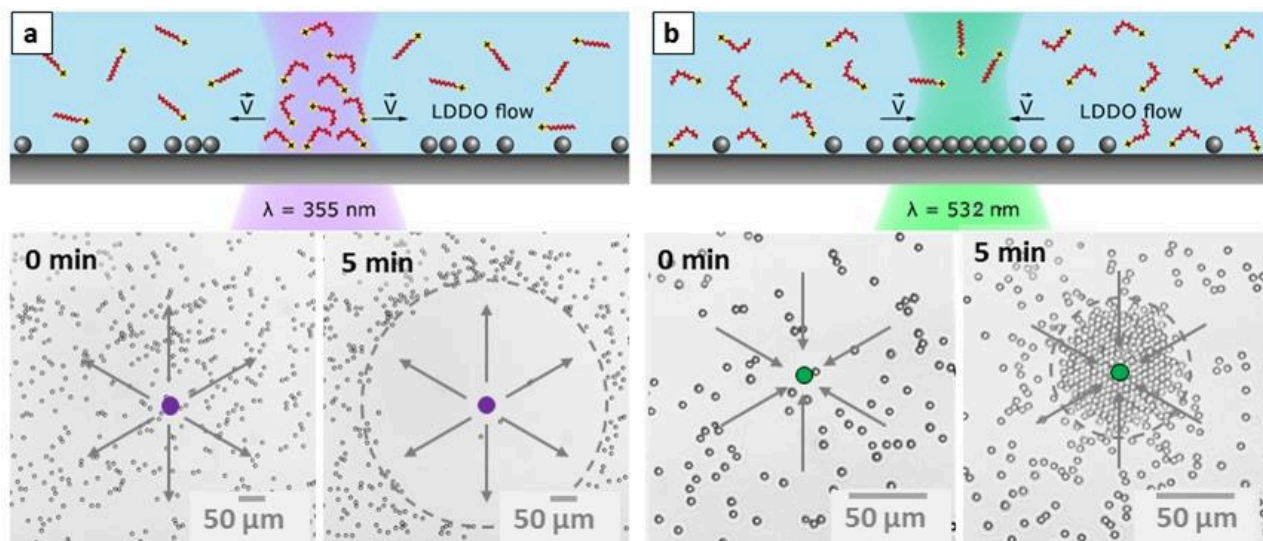 a
V
V
LDDO flow
λ = 355 nm
0 min
5 min
50 µm
50 µm
b
V
V
LDDO flow
λ = 532 nm
0 min
5 min
50 µm
50 µm